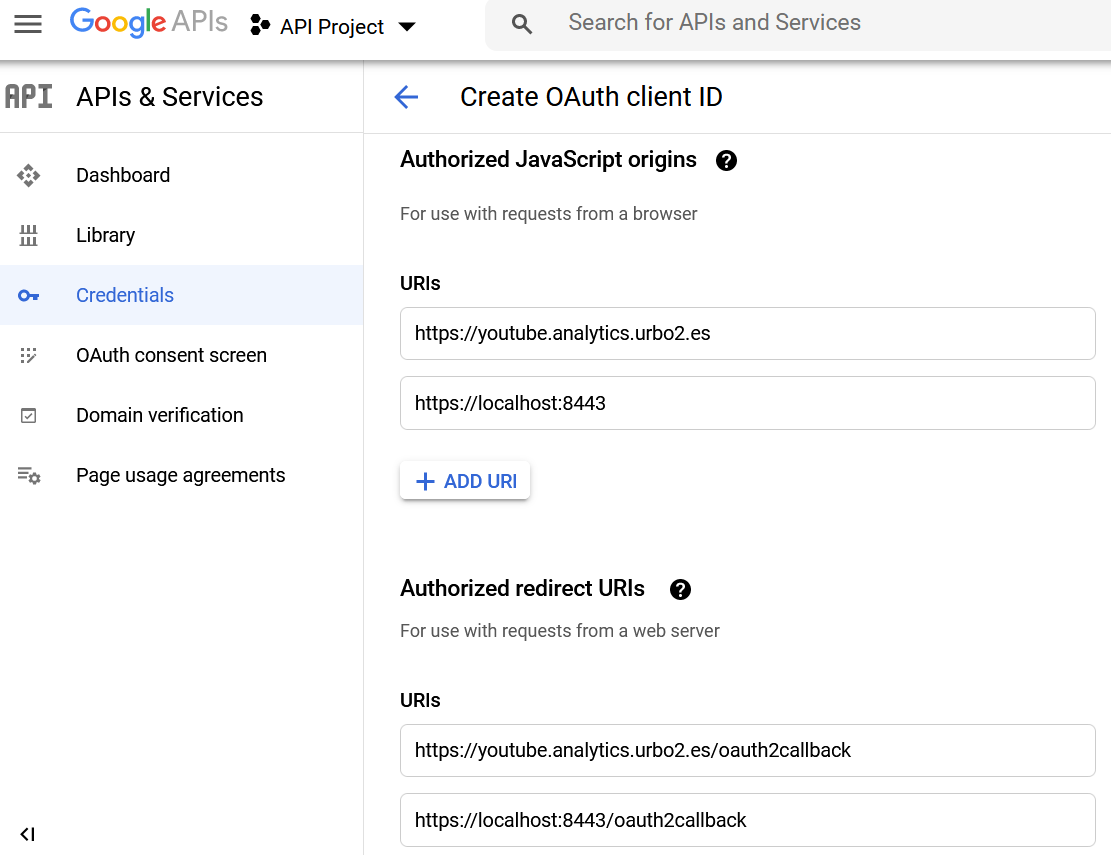 Google APIs API Project Search for APIs and Services
API APIs & Services
Create OAuth client ID
Dashboard
Library
Credentials
OAuth consent screen
Domain verification
Page usage agreements
Authorized JavaScript origins ?
For use with requests from a browser
URIs
https://youtube.analytics.urbo2.es
https://localhost:8443
+ ADD URI
Authorized redirect URIs ?
For use with requests from a web server
URIs
https://youtube.analytics.urbo2.es/oauth2callback
https://localhost:8443/oauth2callback